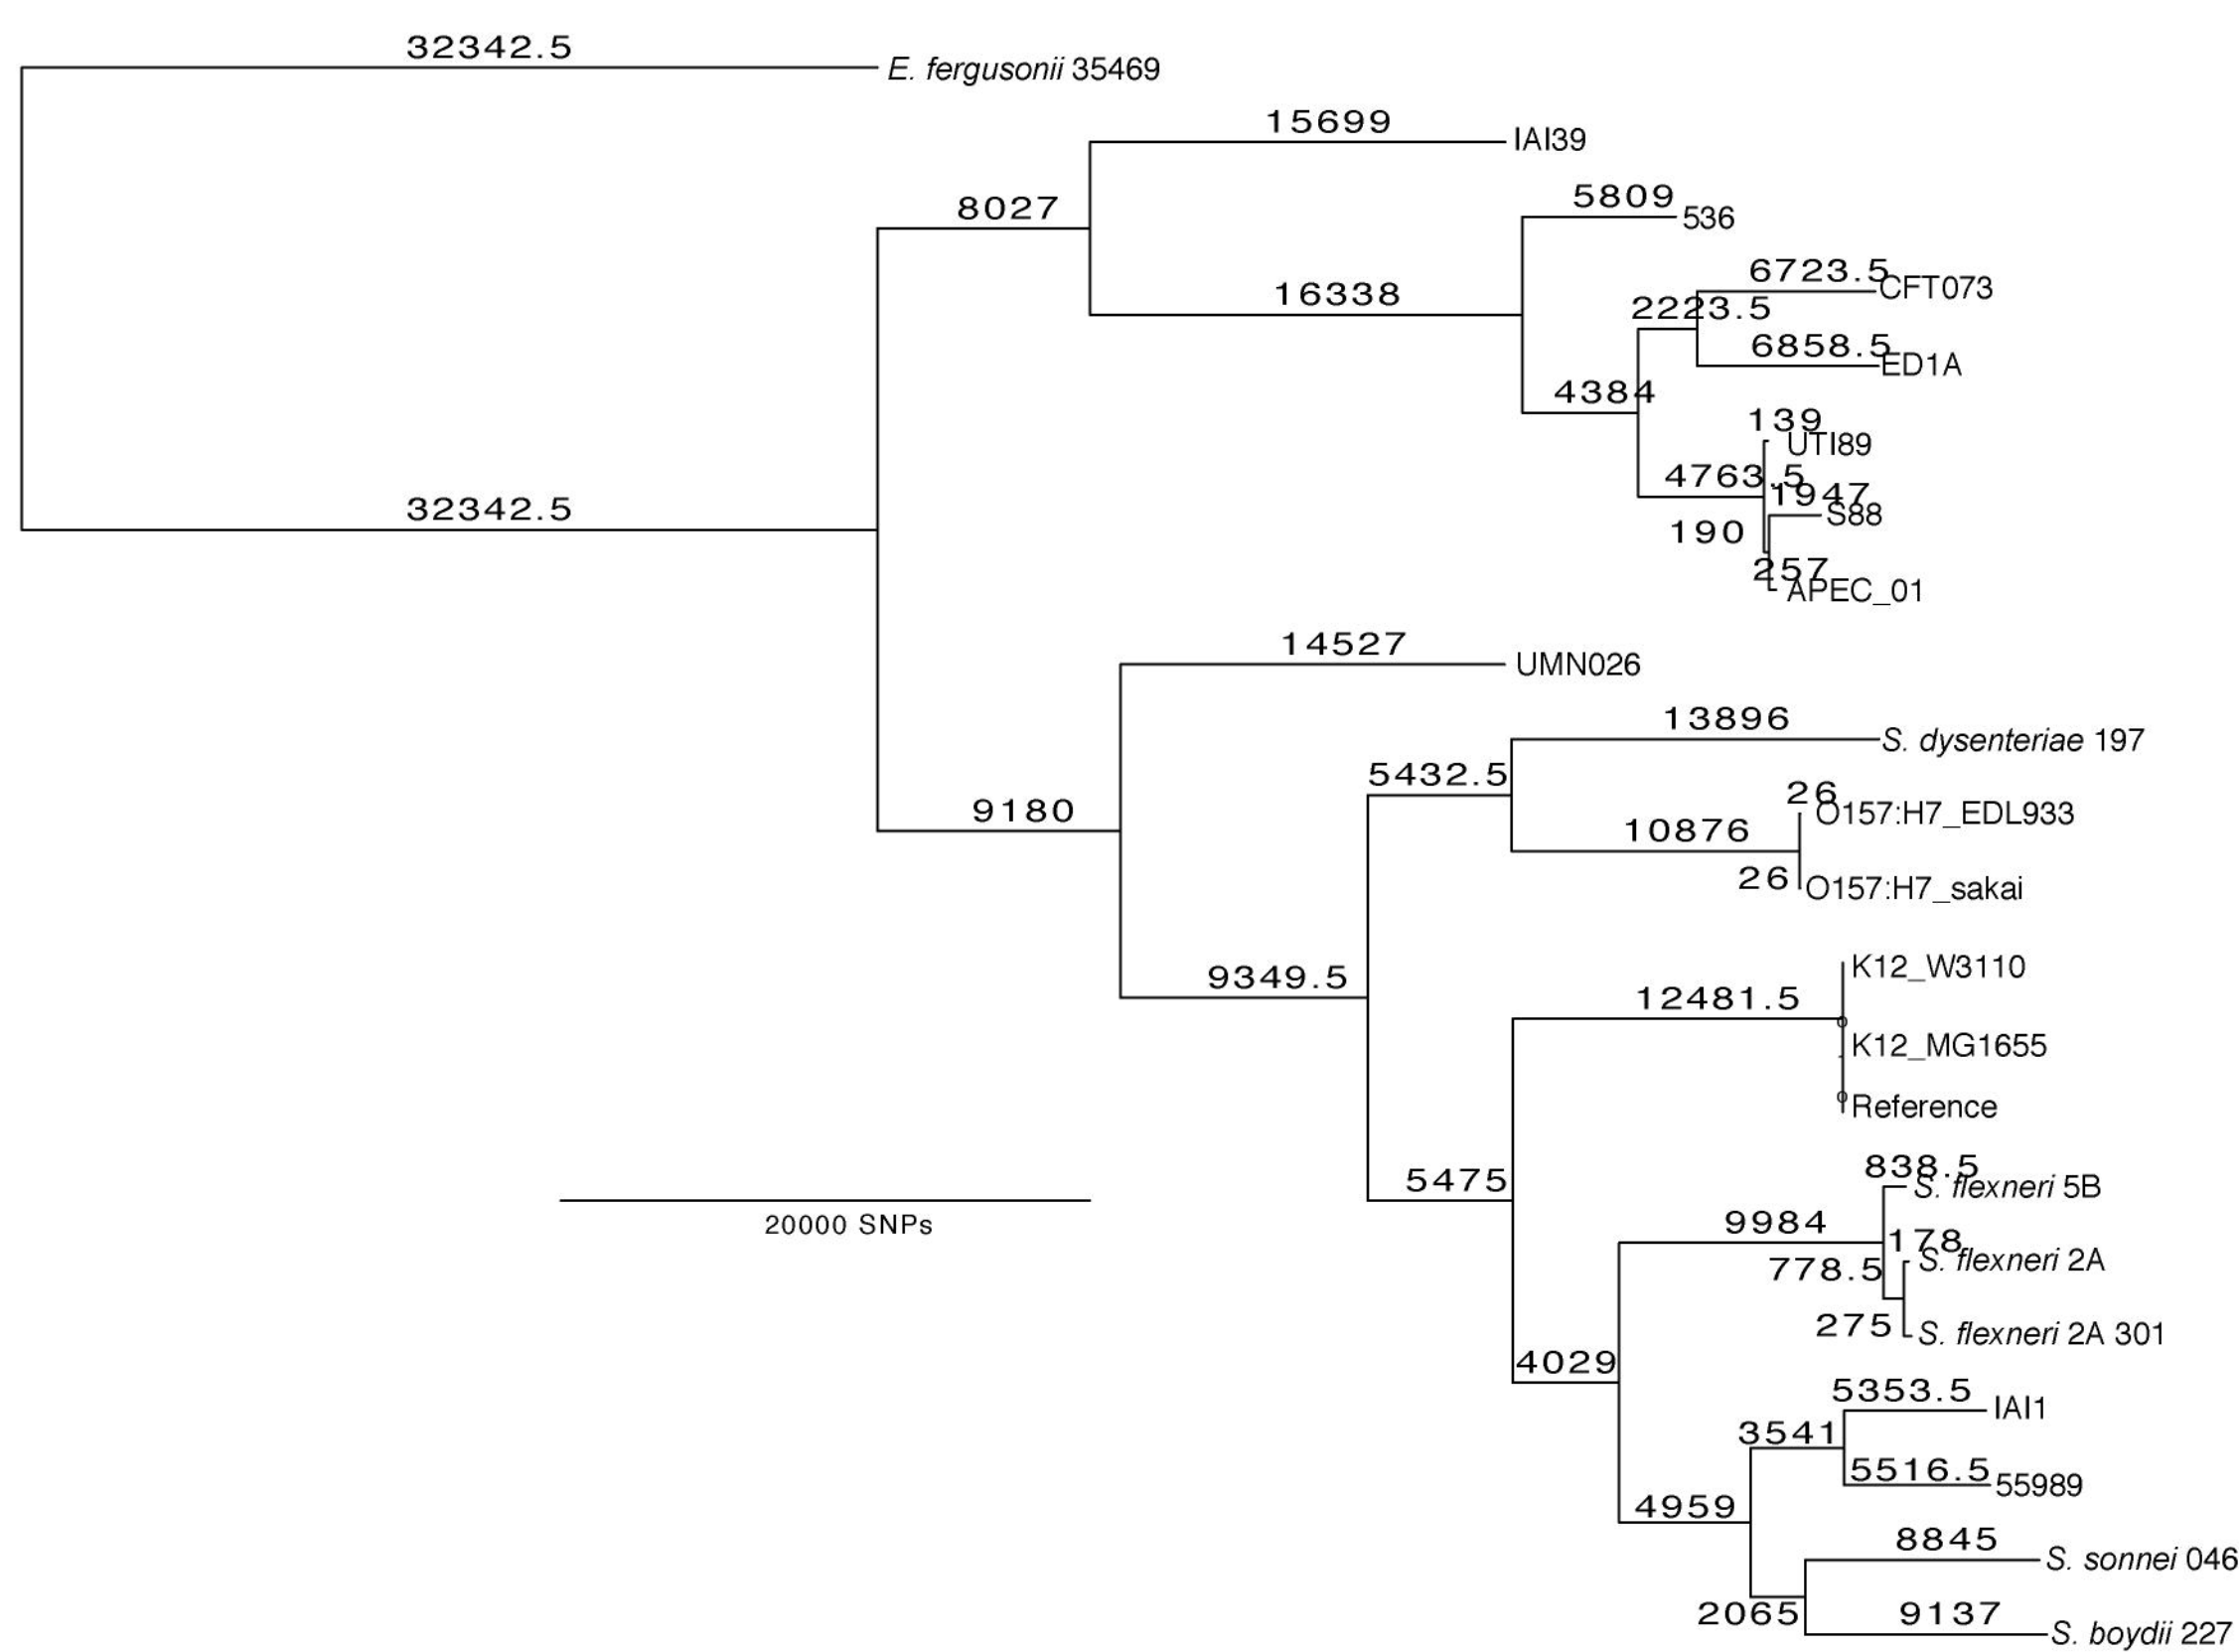 32342.5
E. fergusonii 35469
15699
IAI39
8027
5809
536
16338
6723.5
CFT073
2223.5
6858.5
ED1A
4384
139
UTI89
4763.5
1947
S88
190
257
APEC_01
32342.5
14527
UMN026
13896
S. dysenteriae 197
5432.5
26
O157:H7_EDL933
9180
10876
26
O157:H7_sakai
K12_W3110
9349.5
12481.5
0
K12_MG1655
0
Reference
838.5
S. flexneri 5B
5475
20000 SNPs
9984
178
S. flexneri 2A
778.5
275
S. flexneri 2A 301
4029
5353.5
IAI1
3541
5516.5
55989
4959
8845
S. sonnei 046
2065
9137
S. boydii 227